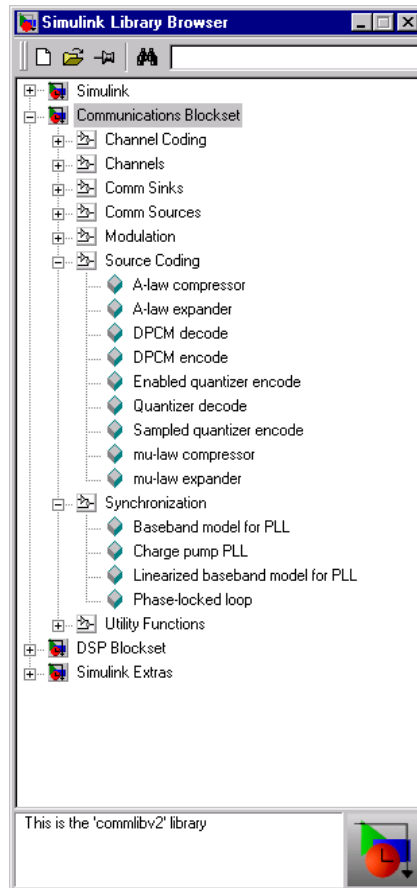 Simulink Library Browser
Simulink
Communications Blockset
Channel Coding
Channels
Comm Sinks
Comm Sources
Modulation
Source Coding
A-law compressor
A-law expander
DPCM decode
DPCM encode
Enabled quantizer encode
Quantizer decode
Sampled quantizer encode
mu-law compressor
mu-law expander
Synchronization
Baseband model for PLL
Charge pump PLL
Linearized baseband model for PLL
Phase-locked loop
Utility Functions
DSP Blockset
Simulink Extras
This is the 'commlibv2' library